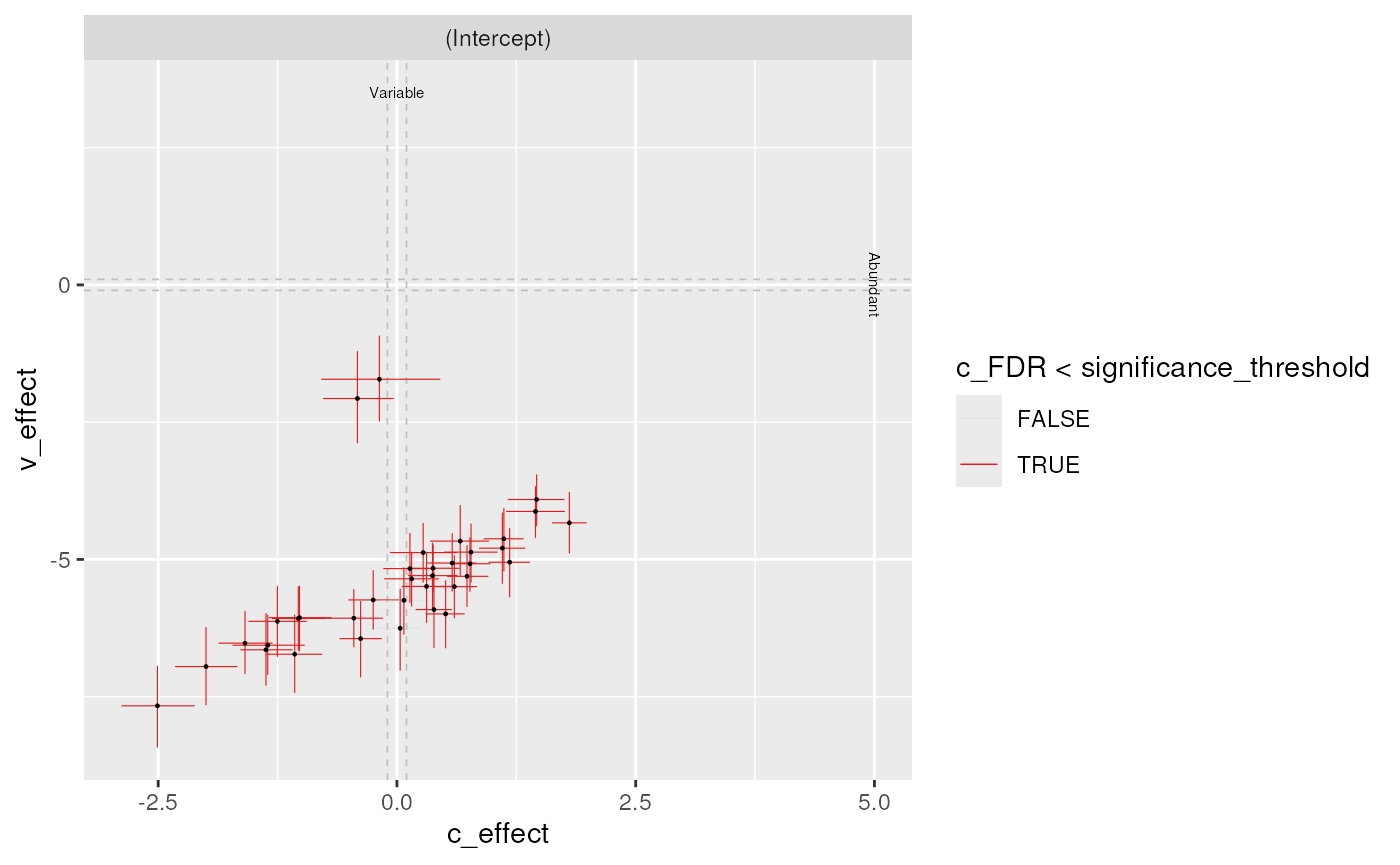 (Intercept)
Variable
Abundant
0
-5
v_effect
-2.5
0.0
2.5
5.0
c_effect
c_FDR < significance_threshold
FALSE
TRUE